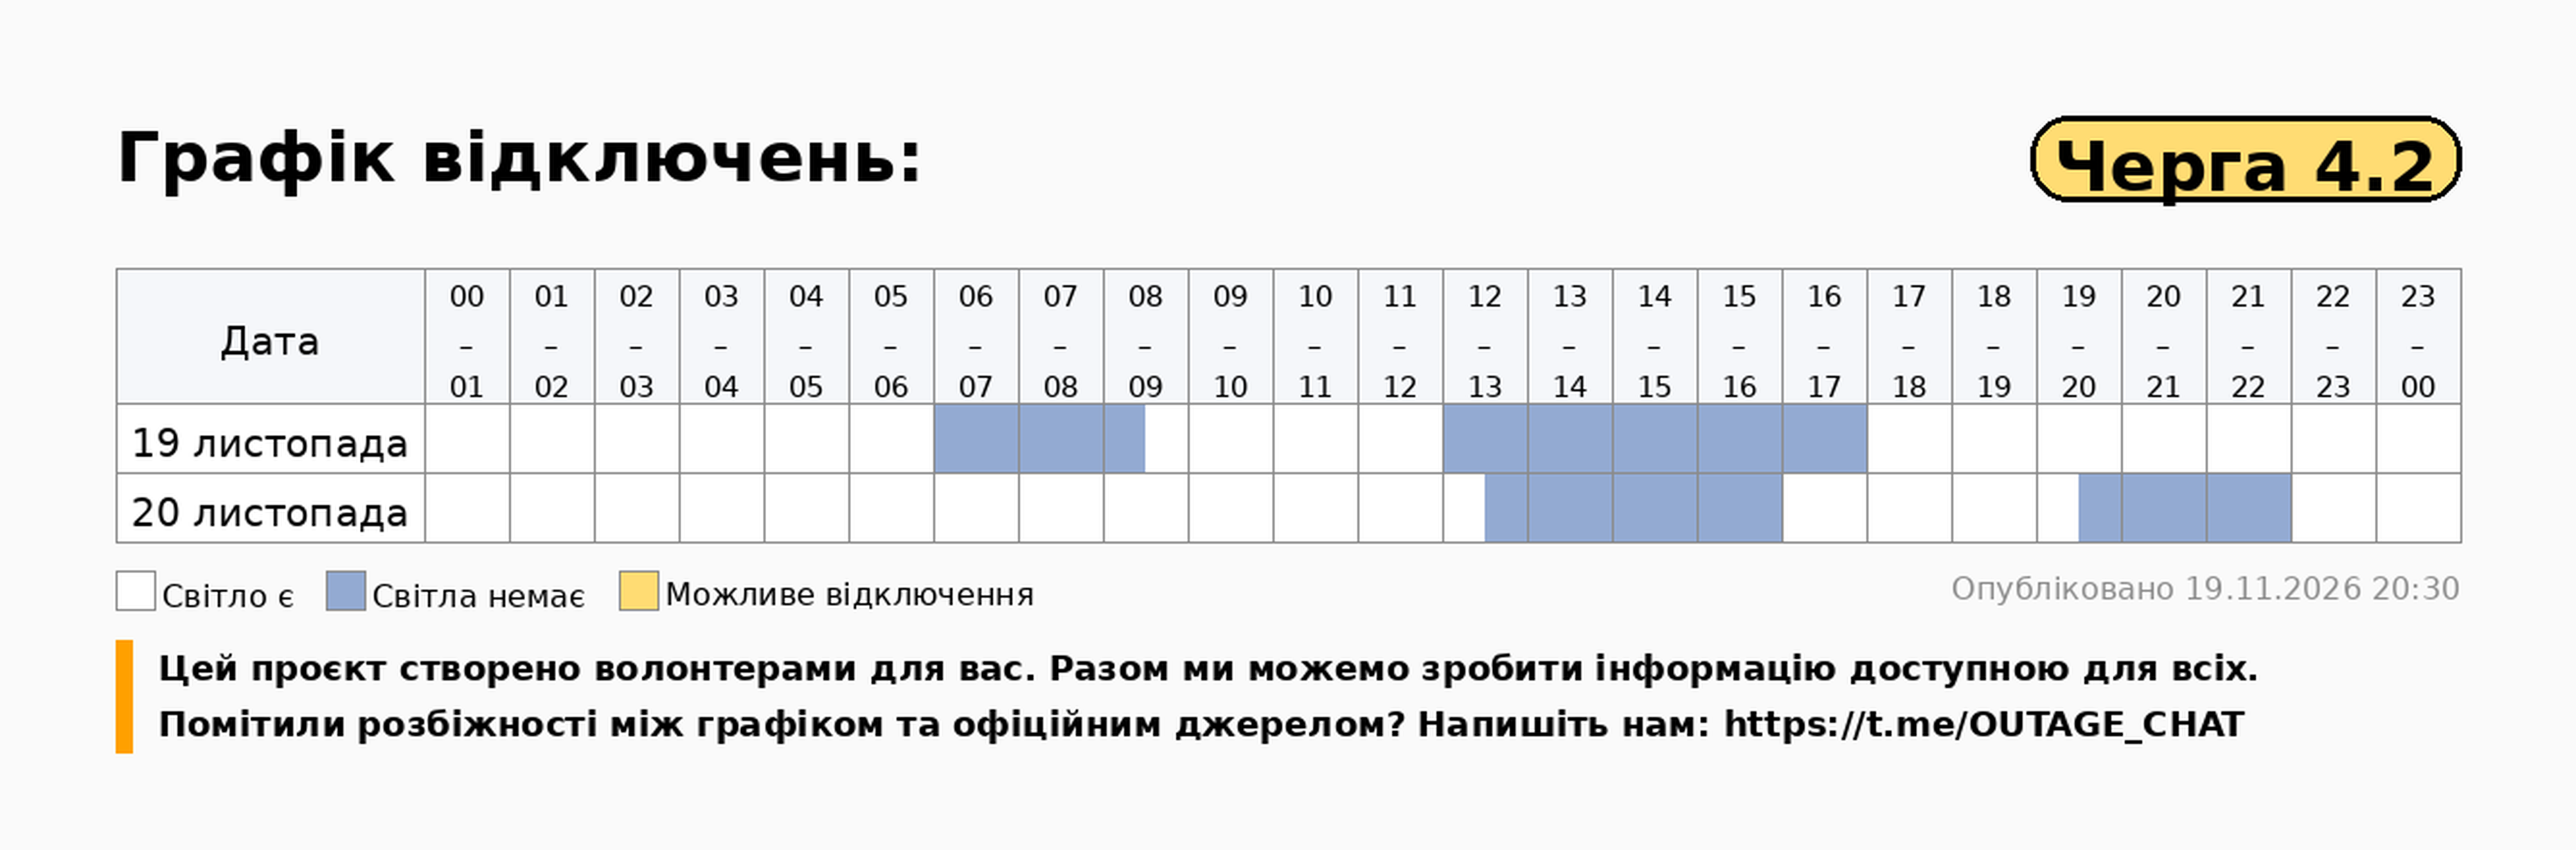 Графік відключень:
Черга 4.2
Дата
00 – 01
01 – 02
02 – 03
03 – 04
04 – 05
05 – 06
06 – 07
07 – 08
08 – 09
09 – 10
10 – 11
11 – 12
12 – 13
13 – 14
14 – 15
15 – 16
16 – 17
17 – 18
18 – 19
19 – 20
20 – 21
21 – 22
22 – 23
23 – 00
19 листопада
20 листопада
Світло є
Світла немає
Можливе відключення
Опубліковано 19.11.2026 20:30
Цей проєкт створено волонтерами для вас. Разом ми можемо зробити інформацію доступною для всіх.
Помітили розбіжності між графіком та офіційним джерелом? Напишіть нам: https://t.me/OUTAGE_CHAT